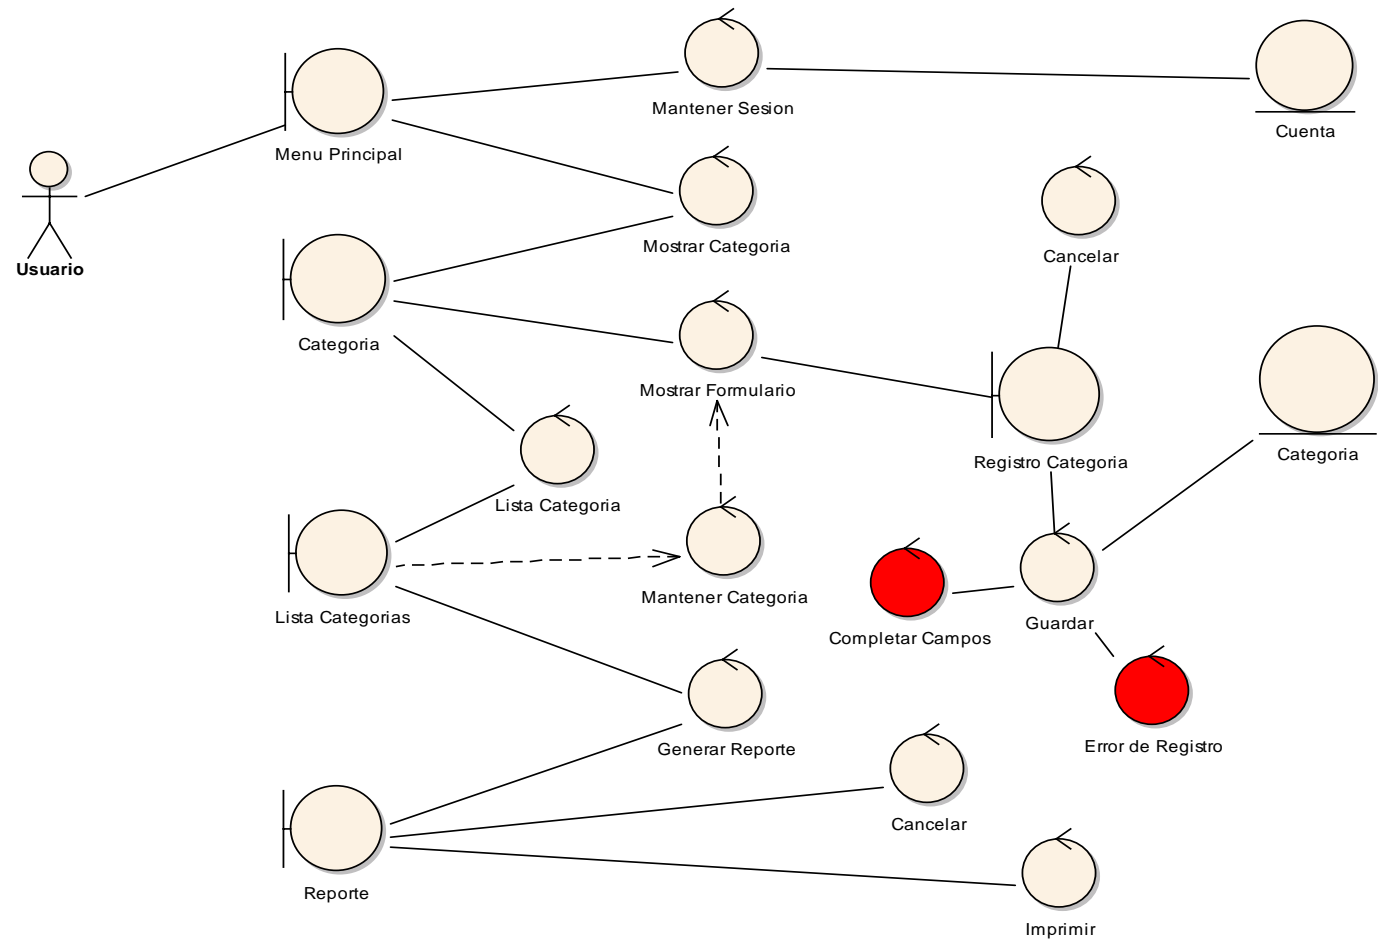 Mantener Sesion
Cuenta
Menu Principal
Mostrar Categoria
Cancelar
Usuario
Categoria
Mostrar Formulario
Categoria
Registro Categoria
Lista Categoria
Mantener Categoria
Lista Categorias
Guardar
Completar Campos
Error de Registro
Generar Reporte
Cancelar
Reporte
Imprimir